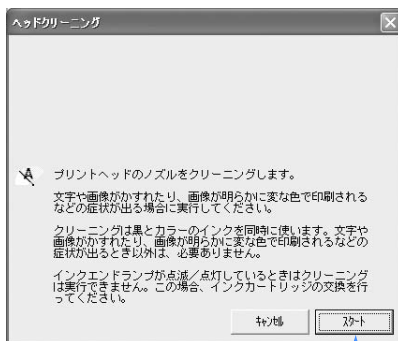 ヘッドクリーニング
プリントヘッドのノズルをクリーニングします。
文字や画像がかすれたり、画像が明らかに変な色で印刷される
などの症状が出る場合に実行してください。
クリーニングは黒とカラーのインクを同時に使います。文字や
画像がかすれたり、画像が明らかに変な色で印刷されるなどの
症状が出るとき以外は、必要ありません。
インクエンドランプが点滅／点灯しているときはクリーニング
は実行できません。この場合、インクカートリッジの交換を行
ってください。
キャンセル
スタート